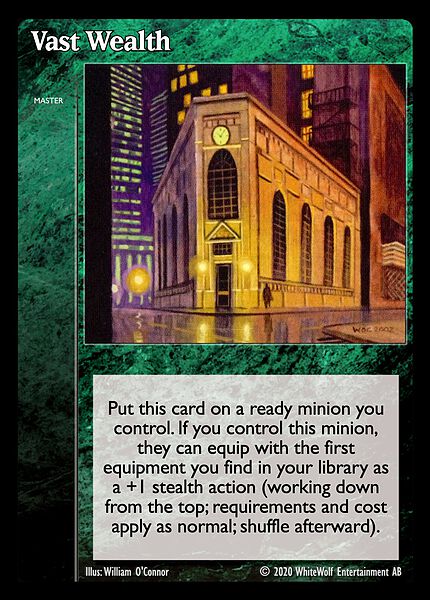 Vast Wealth
MASTER
WOC 2002
Put this card on a ready minion you
control. If you control this minion,
they can equip with the first
equipment you find in your library as
a +1 stealth action (working down
from the top; requirements and cost
apply as normal; shuffle afterward).
Illus: William O'Connor
© 2020 WhiteWolf Entertainment AB